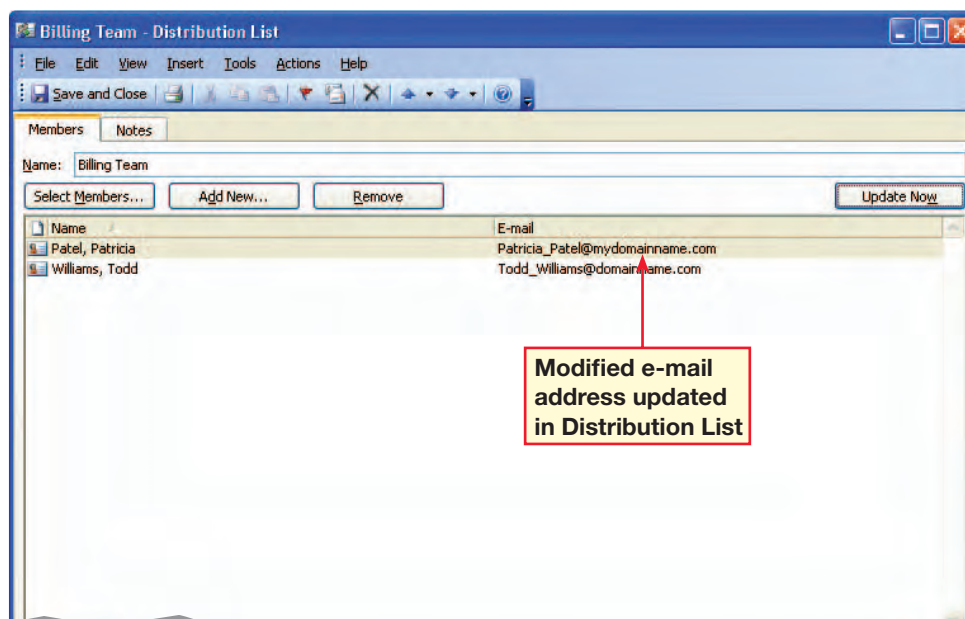 Billing Team - Distribution List
File Edit View Insert Tools Actions Help
Save and Close
Members Notes
Name: Billing Team
Select Members... Add New... Remove Update Now
Name E-mail
Patel, Patricia Patricia_Patel@mydomainname.com
Williams, Todd Todd_Williams@domainname.com
Modified e-mail
address updated
in Distribution List